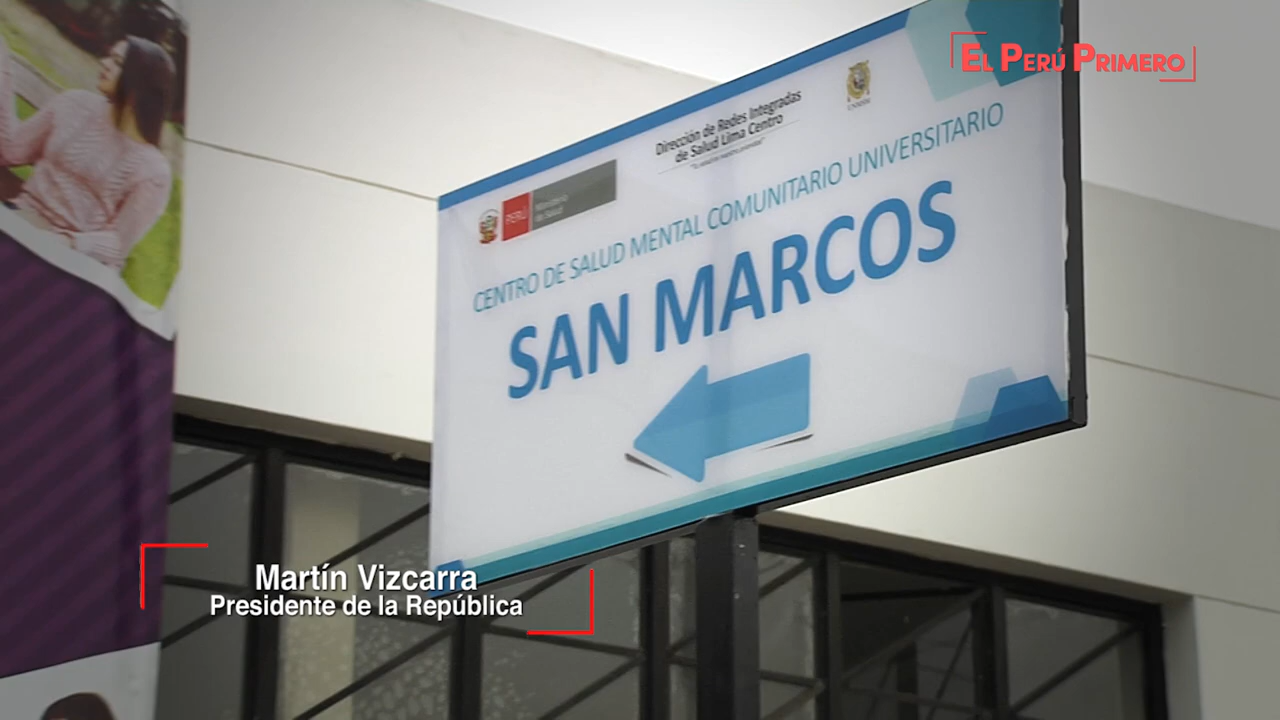 EL PERÚ PRIMERO
Dirección de Redes Integradas
de Salud Lima Centro
PERÚ
Ministerio
de Salud
CENTRO DE SALUD MENTAL COMUNITARIO UNIVERSITARIO
SAN MARCOS
Martín Vizcarra
Presidente de la República